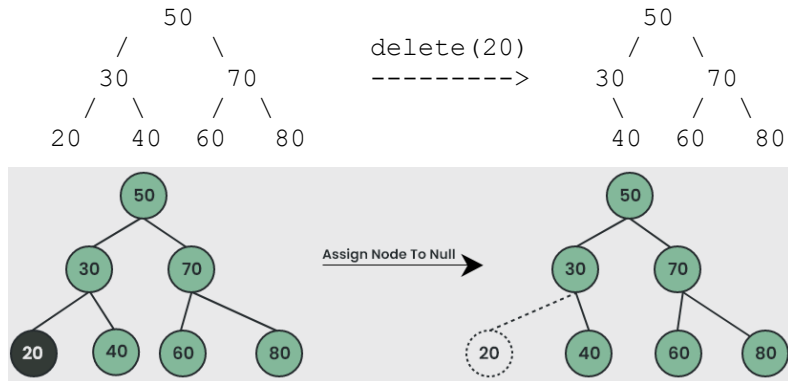 50 50
/ \ delete(20) / \
30 70 ---------> 30 70
/ \ / \ \ / \
20 40 60 80 40 60 80
50 50
Assign Node To Null
30 70 30 70
20 40 60 80 20 40 60 80